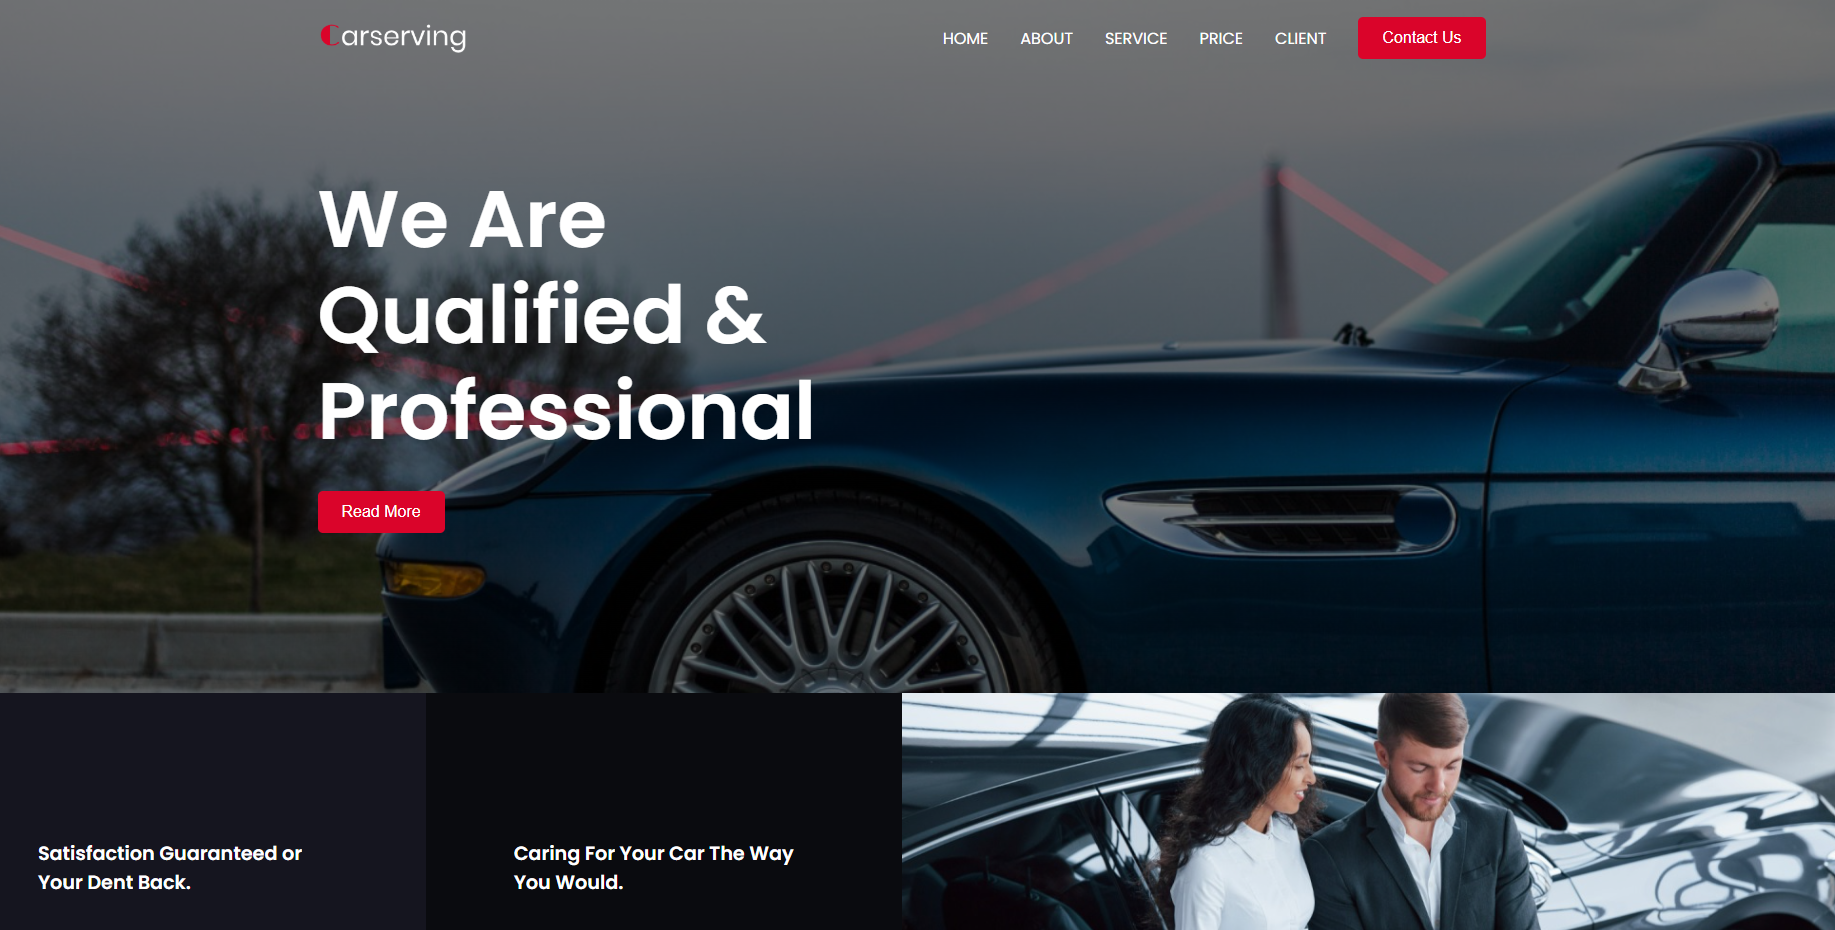 Carserving
HOME ABOUT SERVICE PRICE CLIENT Contact Us
We Are
Qualified &
Professional
Read More
Satisfaction Guaranteed or
Your Dent Back.
Caring For Your Car The Way
You Would.